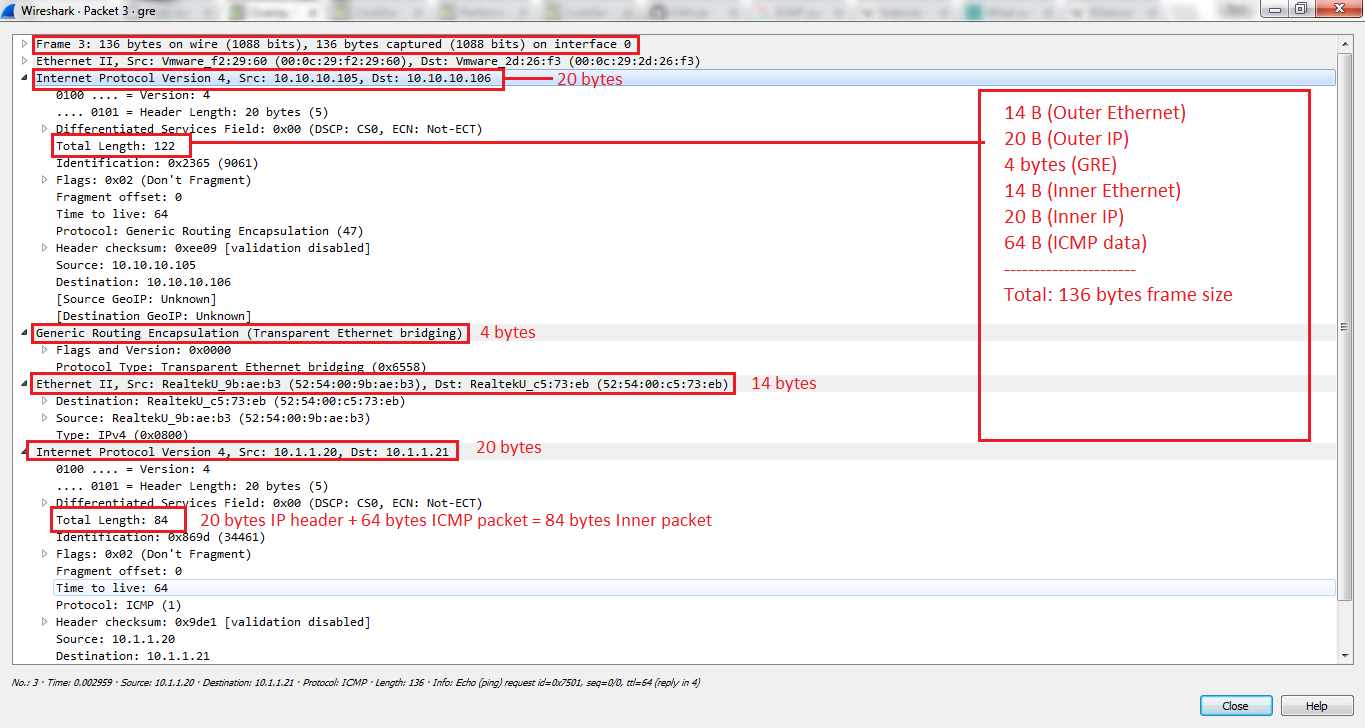 Wireshark · Packet 3 · gre
Frame 3: 136 bytes on wire (1088 bits), 136 bytes captured (1088 bits) on interface 0
Ethernet II, Src: Vmware_f2:29:60 (00:0c:29:f2:29:60), Dst: Vmware_2d:26:f3 (00:0c:29:2d:26:f3)
Internet Protocol Version 4, Src: 10.10.10.105, Dst: 10.10.10.106 20 bytes
0100 .... = Version: 4
.... 0101 = Header Length: 20 bytes (5)
Differentiated Services Field: 0x00 (DSCP: CS0, ECN: Not-ECT)
Total Length: 122
Identification: 0x2365 (9061)
Flags: 0x02 (Don't Fragment)
Fragment offset: 0
Time to live: 64
Protocol: Generic Routing Encapsulation (47)
Header checksum: 0xee09 [validation disabled]
Source: 10.10.10.105
Destination: 10.10.10.106
[Source GeoIP: Unknown]
[Destination GeoIP: Unknown]
14 B (Outer Ethernet)
20 B (Outer IP)
4 bytes (GRE)
14 B (Inner Ethernet)
20 B (Inner IP)
64 B (ICMP data)
----------------------
Total: 136 bytes frame size
Generic Routing Encapsulation (Transparent Ethernet bridging) 4 bytes
Flags and Version: 0x0000
Protocol Type: Transparent Ethernet bridging (0x6558)
Ethernet II, Src: RealtekU_9b:ae:b3 (52:54:00:9b:ae:b3), Dst: RealtekU_c5:73:eb (52:54:00:c5:73:eb) 14 bytes
Destination: RealtekU_c5:73:eb (52:54:00:c5:73:eb)
Source: RealtekU_9b:ae:b3 (52:54:00:9b:ae:b3)
Type: IPv4 (0x0800)
Internet Protocol Version 4, Src: 10.1.1.20, Dst: 10.1.1.21 20 bytes
0100 .... = Version: 4
.... 0101 = Header Length: 20 bytes (5)
Differentiated Services Field: 0x00 (DSCP: CS0, ECN: Not-ECT)
Total Length: 84 20 bytes IP header + 64 bytes ICMP packet = 84 bytes Inner packet
Identification: 0x869d (34461)
Flags: 0x02 (Don't Fragment)
Fragment offset: 0
Time to live: 64
Protocol: ICMP (1)
Header checksum: 0x9de1 [validation disabled]
Source: 10.1.1.20
Destination: 10.1.1.21
No.: 3 · Time: 0.002959 · Source: 10.1.1.20 · Destination: 10.1.1.21 · Protocol: ICMP · Length: 136 · Info: Echo (ping) request id=0x7501, seq=0/0, ttl=64 (reply in 4)
Close Help